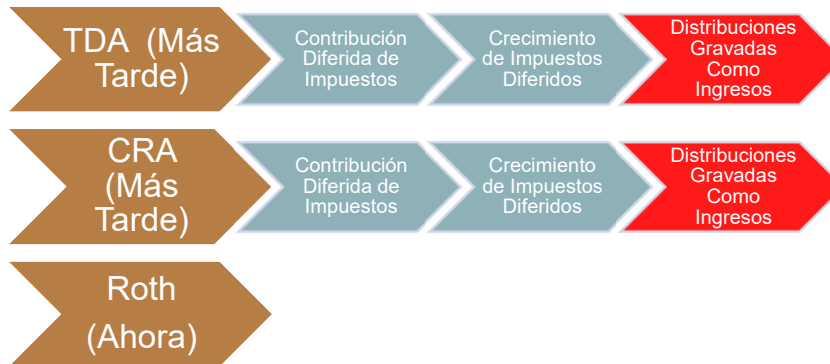 TDA (Más
Tarde)
Contribución
Diferida de
Impuestos
Crecimiento
de Impuestos
Diferidos
Distribuciones
Gravadas
Como
Ingresos
CRA
(Más
Tarde)
Contribución
Diferida de
Impuestos
Crecimiento
de Impuestos
Diferidos
Distribuciones
Gravadas
Como
Ingresos
Roth
(Ahora)